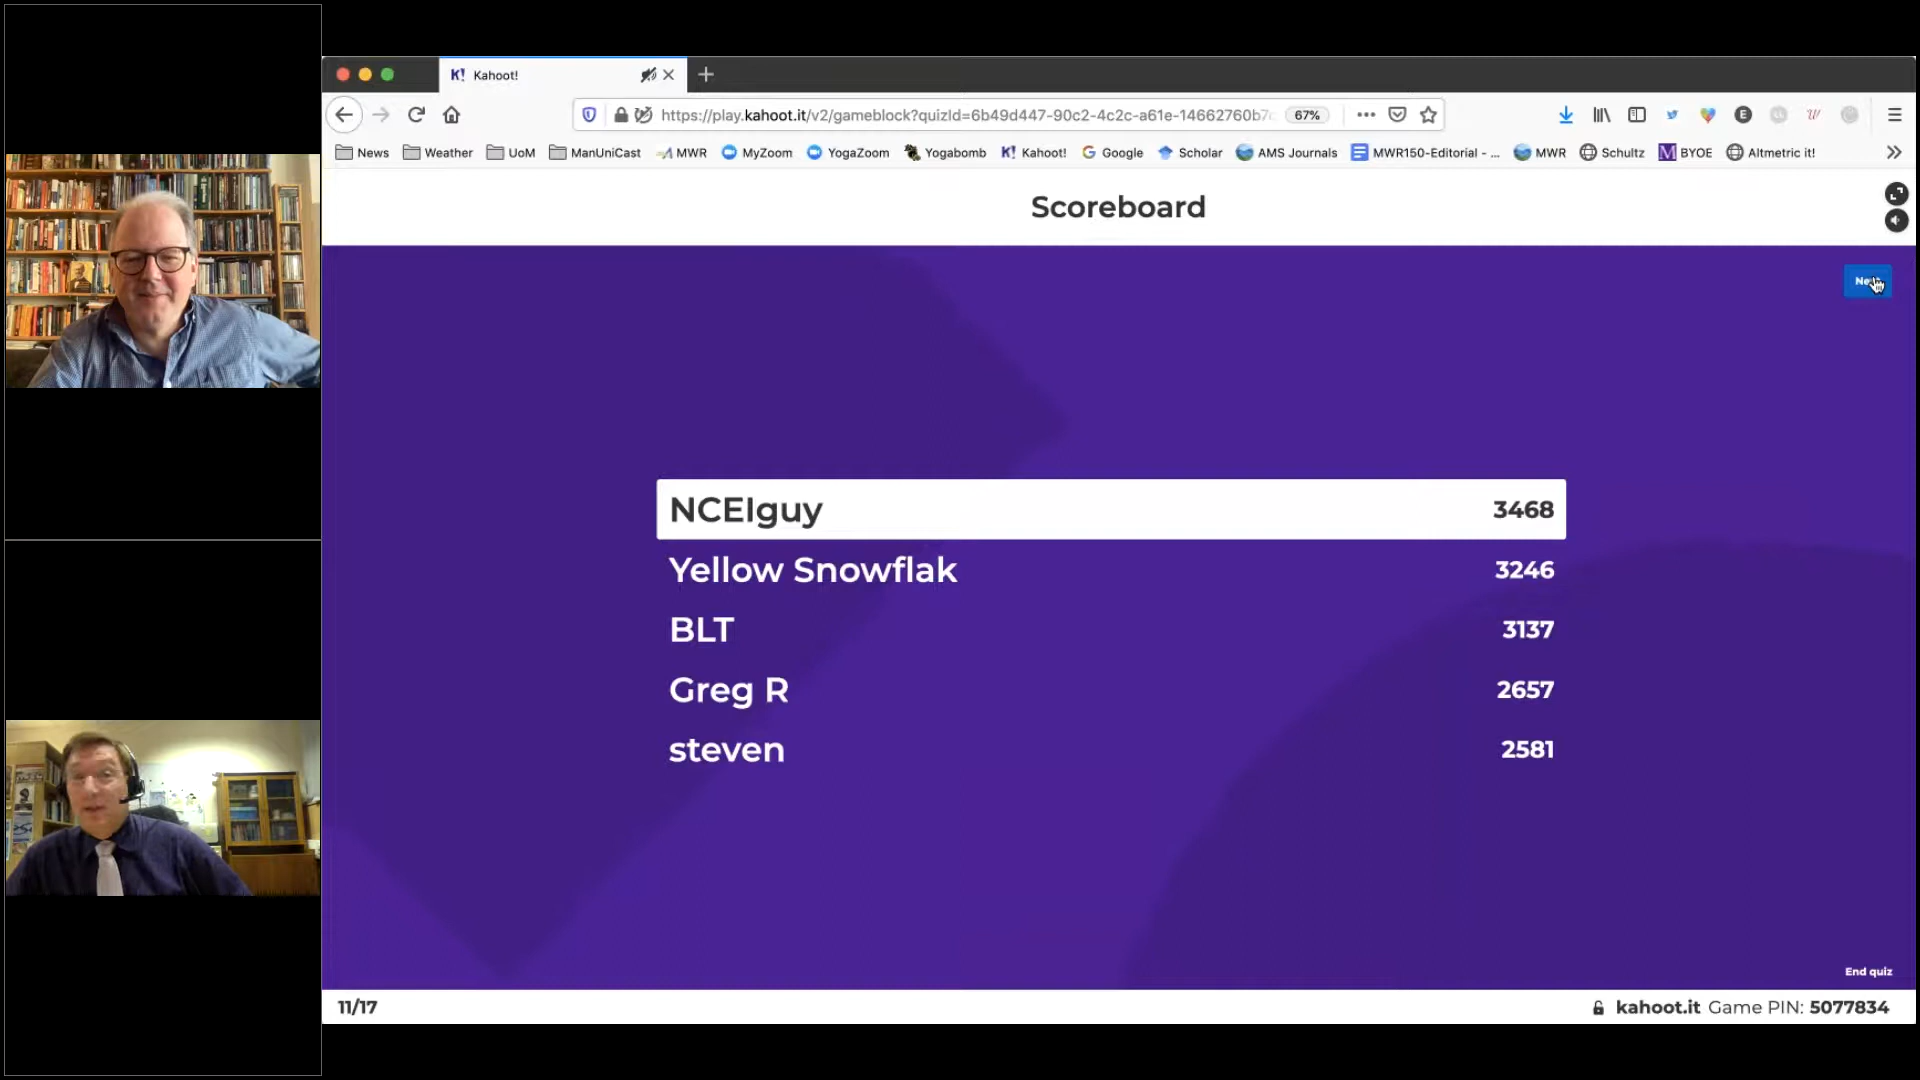 K! Kahoot!
https://play.kahoot.it/v2/gameblock?quizId=6b49d447-90c2-4c2c-a61e-14662760b7 67%
News Weather UoM ManUniCast MWR MyZoom YogaZoom Yogabomb K! Kahoot! Google Scholar AMS Journals MWR150-Editorial - ... MWR Schultz M BYOE Altmetric it!
Scoreboard
NCEIguy 3468
Yellow Snowflak 3246
BLT 3137
Greg R 2657
steven 2581
End quiz
11/17
kahoot.it Game PIN: 5077834